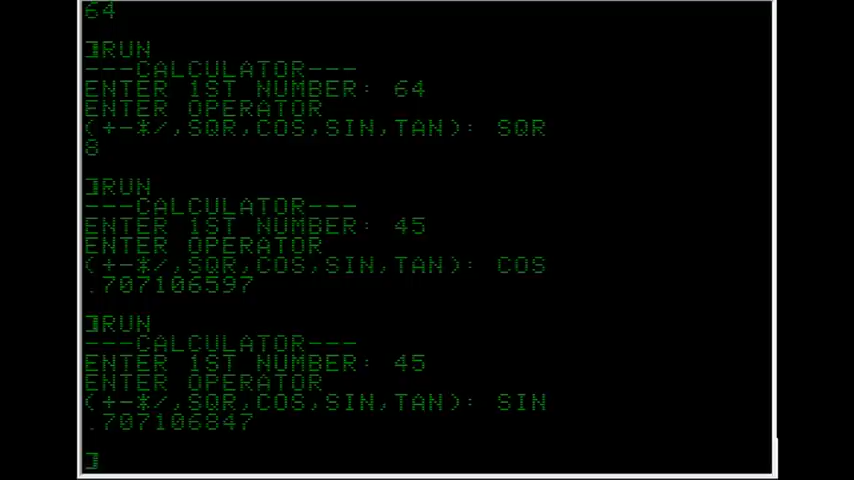 64
]RUN
---CALCULATOR---
ENTER 1ST NUMBER: 64
ENTER OPERATOR
(+-*/,SQR,COS,SIN,TAN): SQR
8
]RUN
---CALCULATOR---
ENTER 1ST NUMBER: 45
ENTER OPERATOR
(+-*/,SQR,COS,SIN,TAN): COS
.707106597
]RUN
---CALCULATOR---
ENTER 1ST NUMBER: 45
ENTER OPERATOR
(+-*/,SQR,COS,SIN,TAN): SIN
.707106847
]